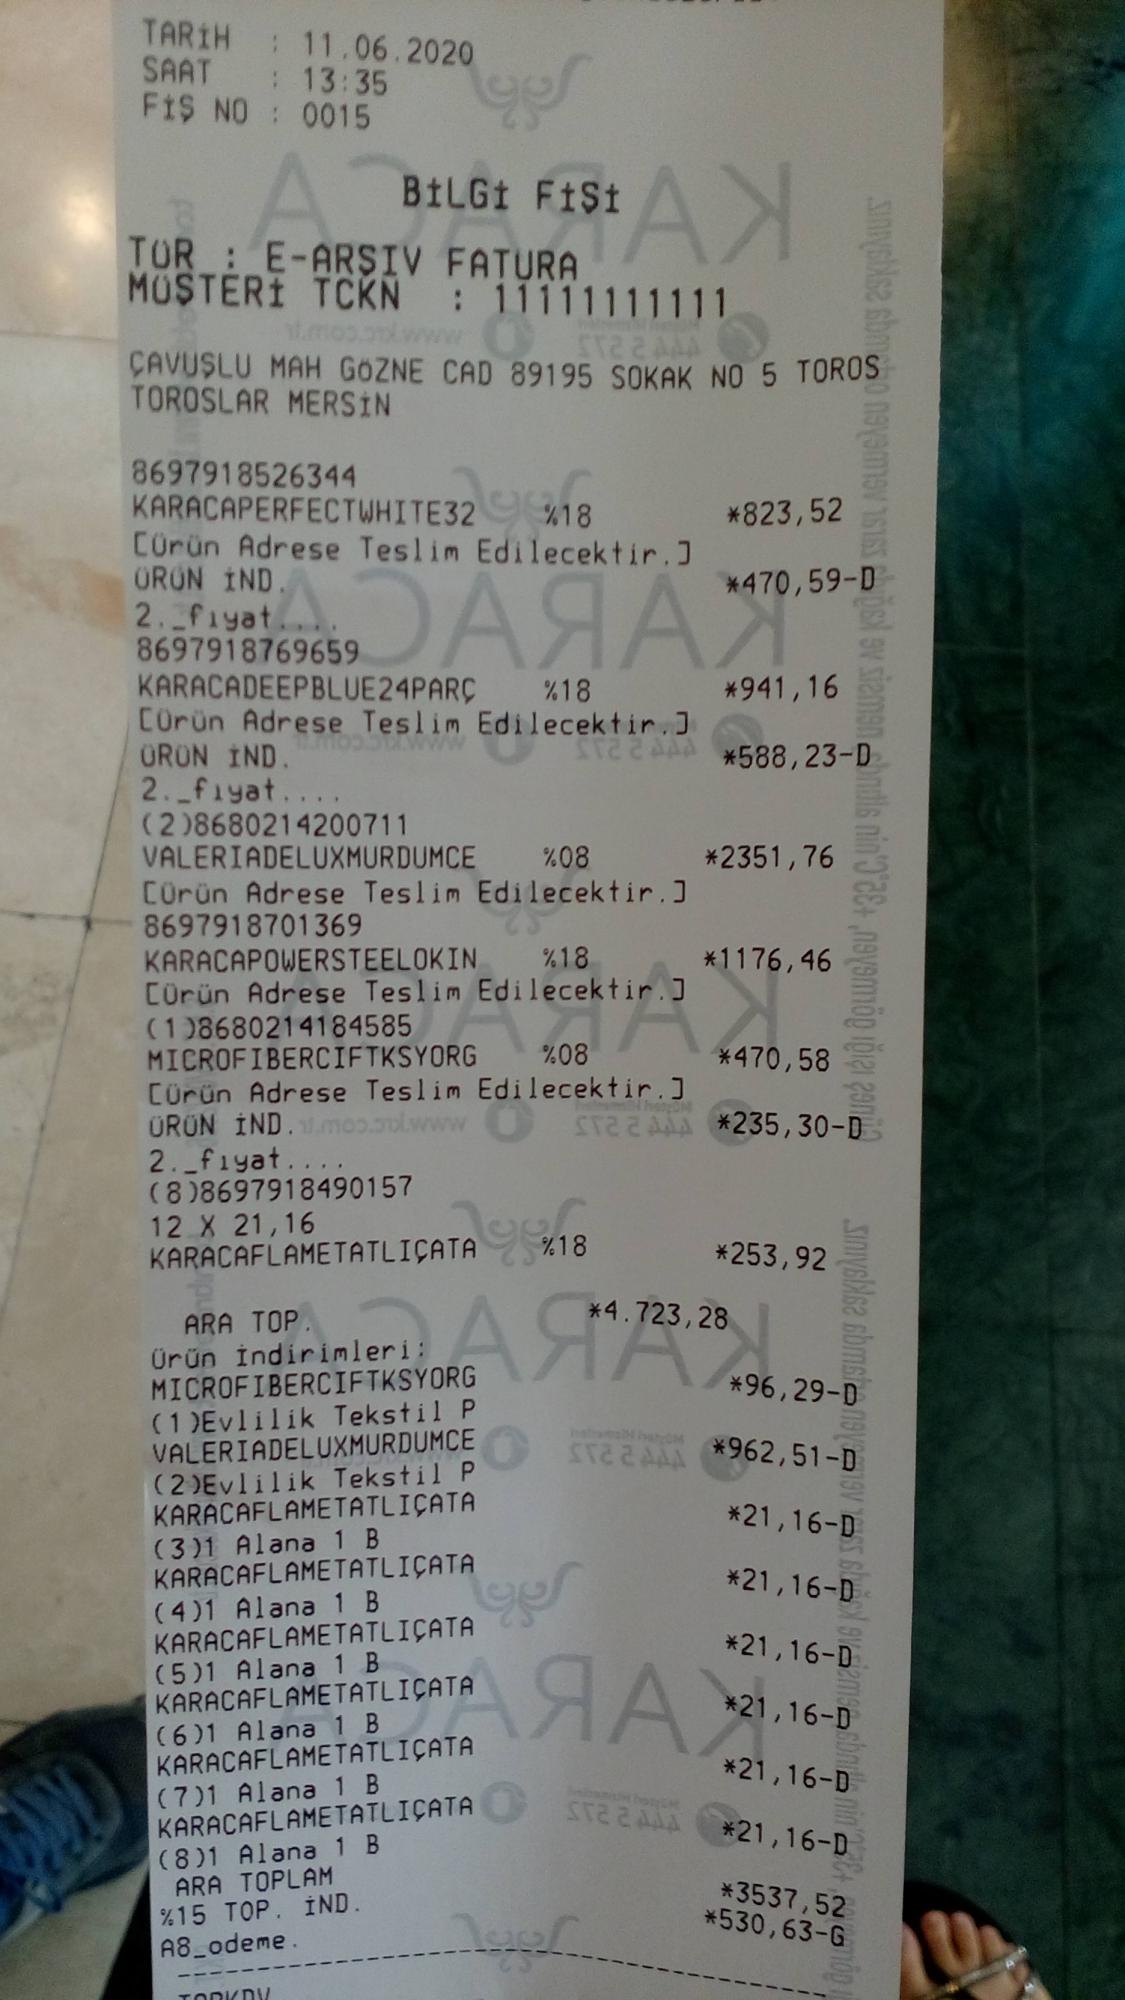 TARİH : 11.06.2020
SAAT : 13:35
FİŞ NO : 0015
BİLGİ FİŞİ
TÜR : E-ARŞIV FATURA
MÜŞTERİ TCKN : 11111111111
ÇAVUŞLU MAH GÖZNE CAD 89195 SOKAK NO 5 TOROS
TOROSLAR MERSİN
8697918526344
KARACAPERFECTWHITE32 %18 *823,52
[Ürün Adrese Teslim Edilecektir.]
ÜRÜN İND. *470,59-D
2._fıyat....
8697918769659
KARACADEEPBLUE24PARÇ %18 *941,16
[Ürün Adrese Teslim Edilecektir.]
ÜRÜN İND. *588,23-D
2._fıyat....
(2)8680214200711
VALERIADELUXMURDUMCE %08 *2351,76
[Ürün Adrese Teslim Edilecektir.]
8697918701369
KARACAPOWERSTEELOKIN %18 *1176,46
[Ürün Adrese Teslim Edilecektir.]
(1)8680214184585
MICROFIBERCIFTKSYORG %08 *470,58
[Ürün Adrese Teslim Edilecektir.]
ÜRÜN İND. *235,30-D
2._fıyat....
(8)8697918490157
12 X 21,16
KARACAFLAMETATLIÇATA %18 *253,92
ARA TOP. *4.723,28
Ürün İndirimleri:
MICROFIBERCIFTKSYORG *96,29-D
(1)Evlilik Tekstil P
VALERIADELUXMURDUMCE *962,51-D
(2)Evlilik Tekstil P
KARACAFLAMETATLIÇATA *21,16-D
(3)1 Alana 1 B
KARACAFLAMETATLIÇATA *21,16-D
(4)1 Alana 1 B
KARACAFLAMETATLIÇATA *21,16-D
(5)1 Alana 1 B
KARACAFLAMETATLIÇATA *21,16-D
(6)1 Alana 1 B
KARACAFLAMETATLIÇATA *21,16-D
(7)1 Alana 1 B
KARACAFLAMETATLIÇATA *21,16-D
(8)1 Alana 1 B
ARA TOPLAM *3537,52
%15 TOP. İND. *530,63-G
A8_odeme.